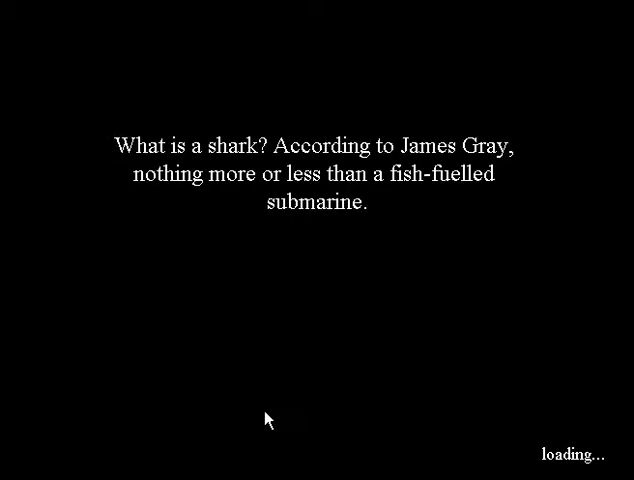 What is a shark? According to James Gray,
nothing more or less than a fish-fuelled
submarine.
loading...